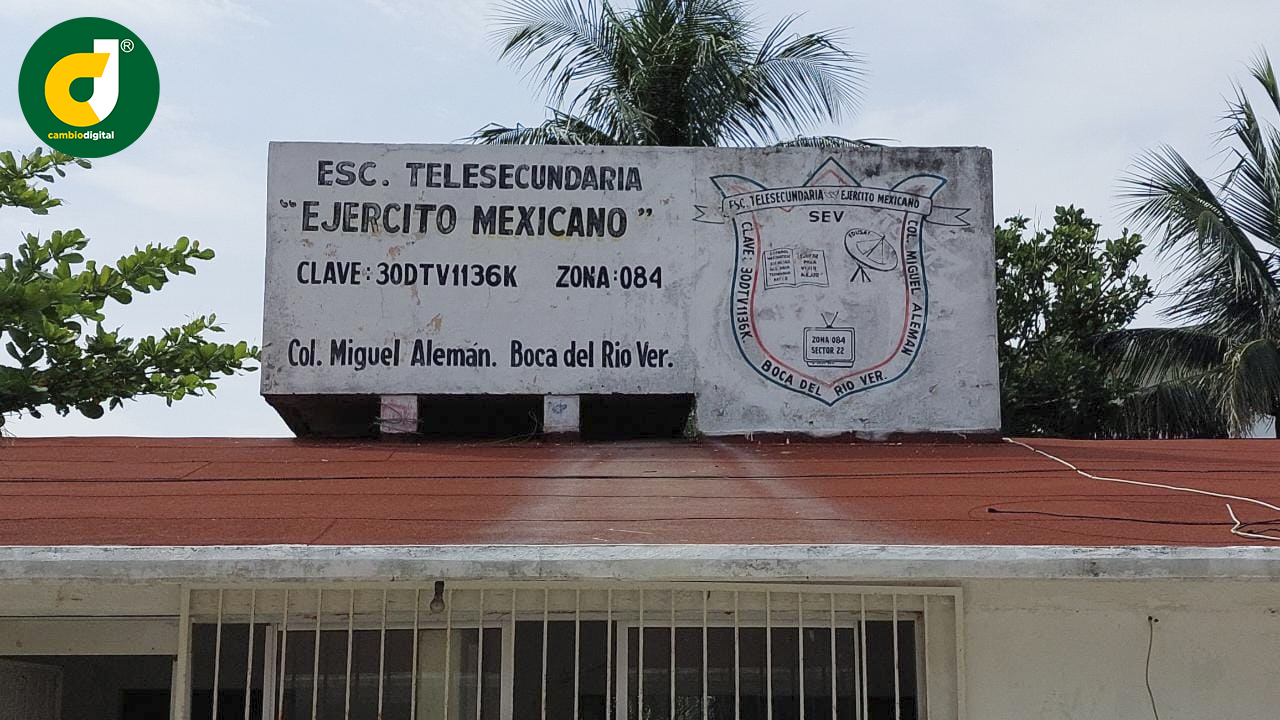 cambiodigital
®
ESC. TELESECUNDARIA
"EJERCITO MEXICANO"
CLAVE: 30DTV1136K ZONA: 084
Col. Miguel Alemán. Boca del Rio Ver.
ESC. TELESECUNDARIA EJERCITO MEXICANO
SEV
EDUSAT
CLAVE: 30DTV1136K
COL. MIGUEL ALEMAN
ZONA 084
SECTOR 22
BOCA DEL RIO VER.